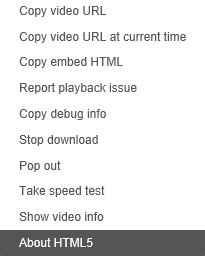 Copy video URL
Copy video URL at current time
Copy embed HTML
Report playback issue
Copy debug info
Stop download
Pop out
Take speed test
Show video info
About HTML5